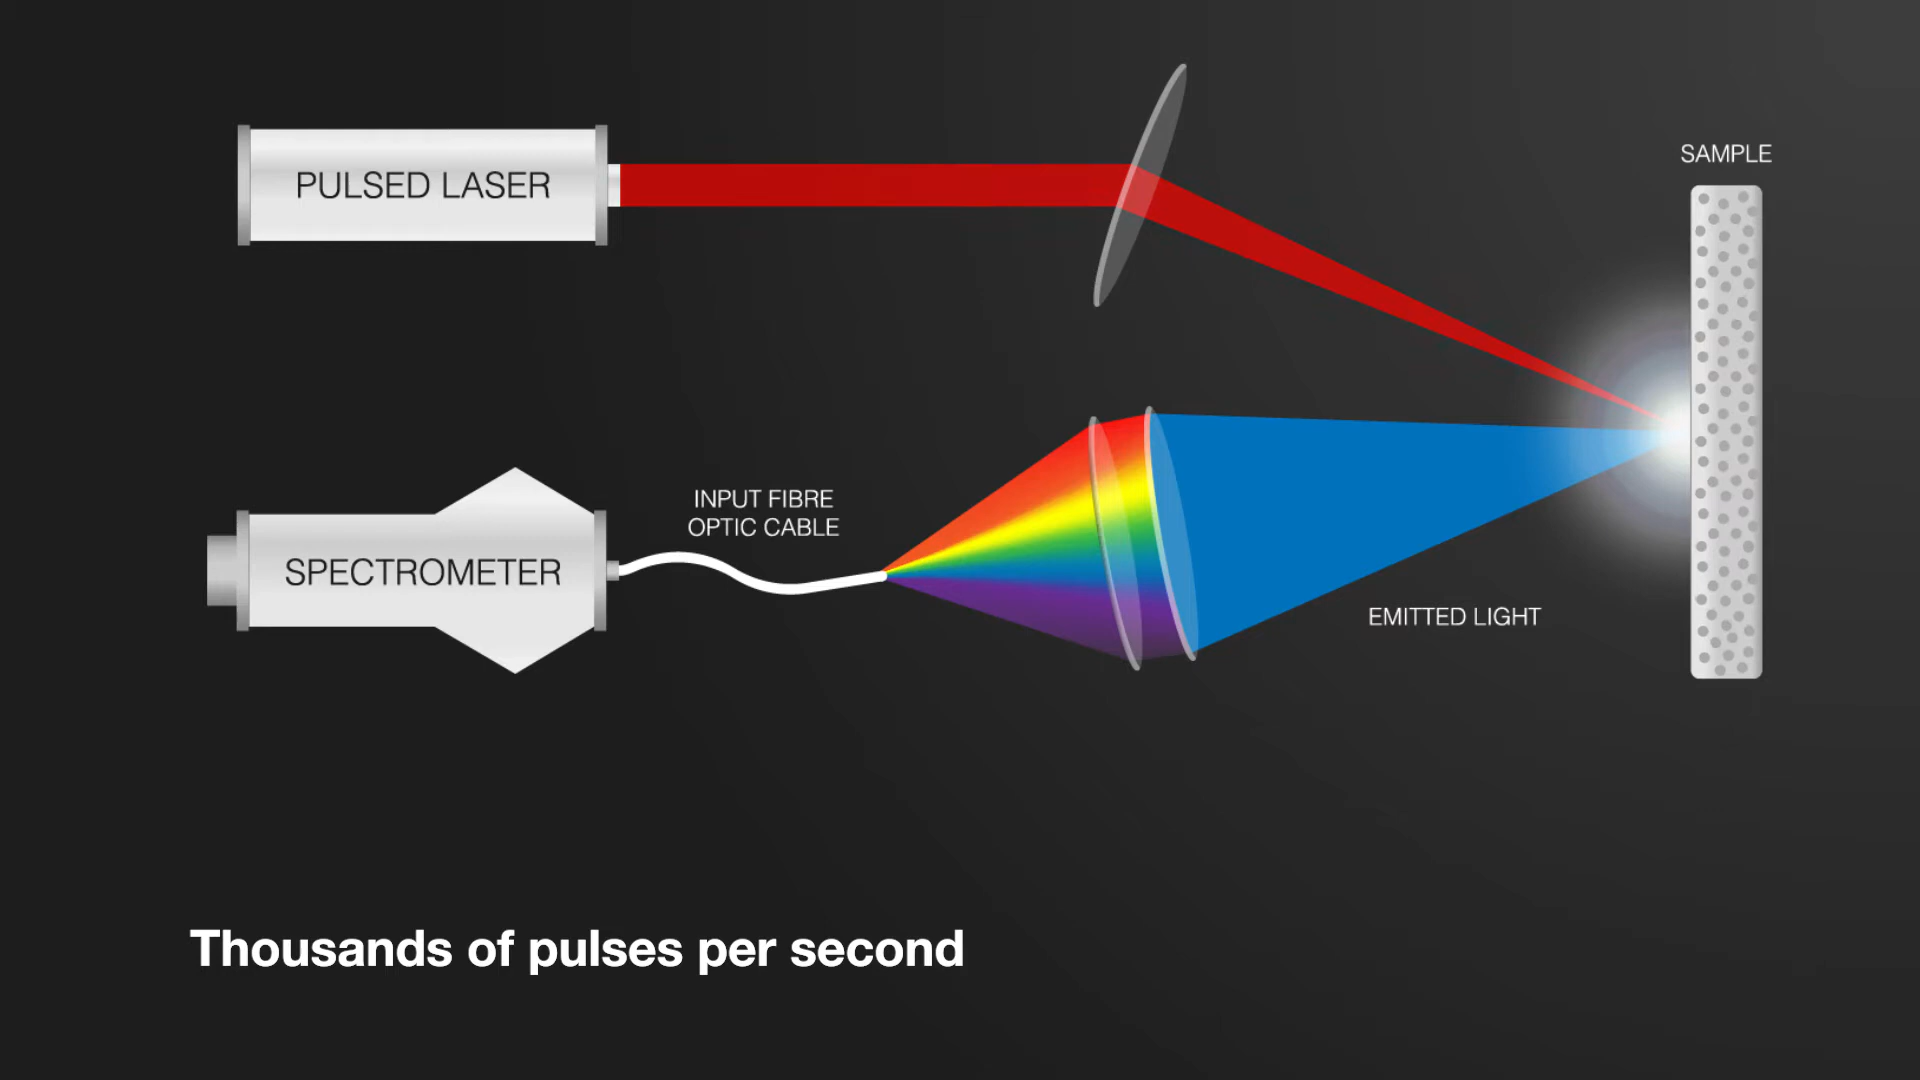 PULSED LASER
SAMPLE
INPUT FIBRE
OPTIC CABLE
SPECTROMETER
EMITTED LIGHT
Thousands of pulses per second